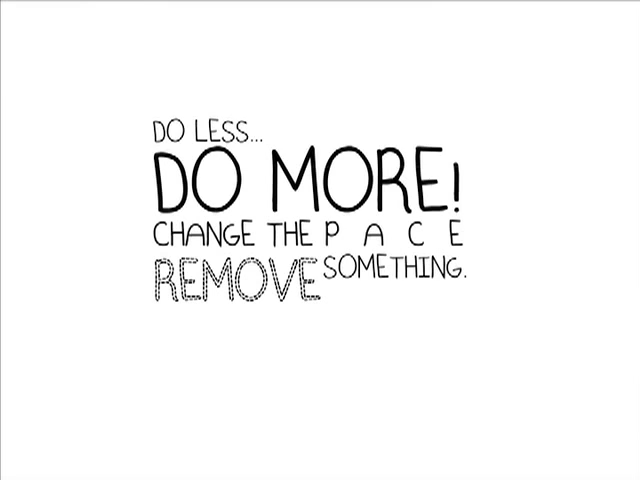 DO LESS...
DO MORE!
CHANGE THE P A C E
REMOVE SOMETHING.